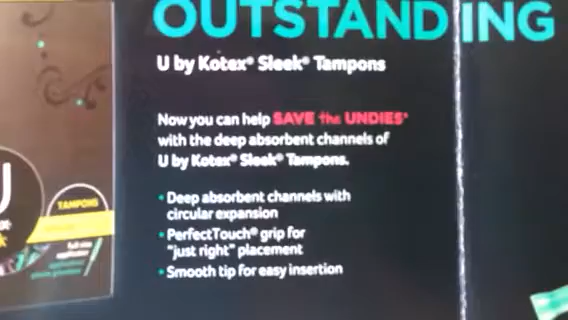 OUTSTANDING
U by Kotex® Sleek® Tampons
Now you can help SAVE the UNDIES*
with the deep absorbent channels of
U by Kotex® Sleek® Tampons.
• Deep absorbent channels with
circular expansion
• PerfectTouch® grip for
"just right" placement
• Smooth tip for easy insertion
U
TAMPONS